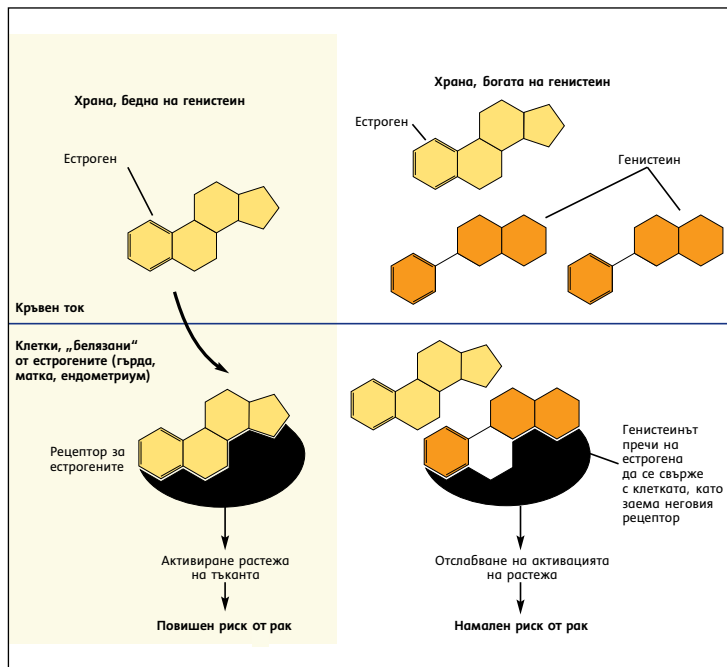 Храна, бедна на генистеин
Естроген
Кръвен ток
Храна, богата на генистеин
Естроген
Генистеин
Клетки, „белязани“
от естрогените (гърда,
матка, ендометриум)
Рецептор за
естрогените
Активиране растежа
на тъканта
Повишен риск от рак
Генистеинът
пречи на
естрогена
да се свърже
с клетката, като
заема неговия
рецептор
Отслабване на активацията
на растежа
Намален риск от рак